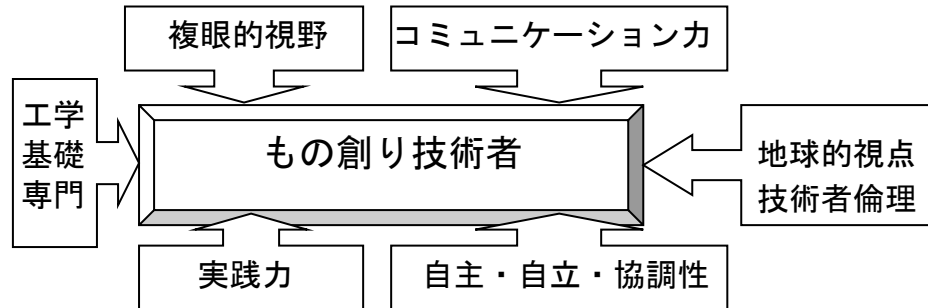 複眼的視野
コミュニケーション力
工学
基礎
専門
もの創り技術者
地球的視点
技術者倫理
実践力
自主・自立・協調性